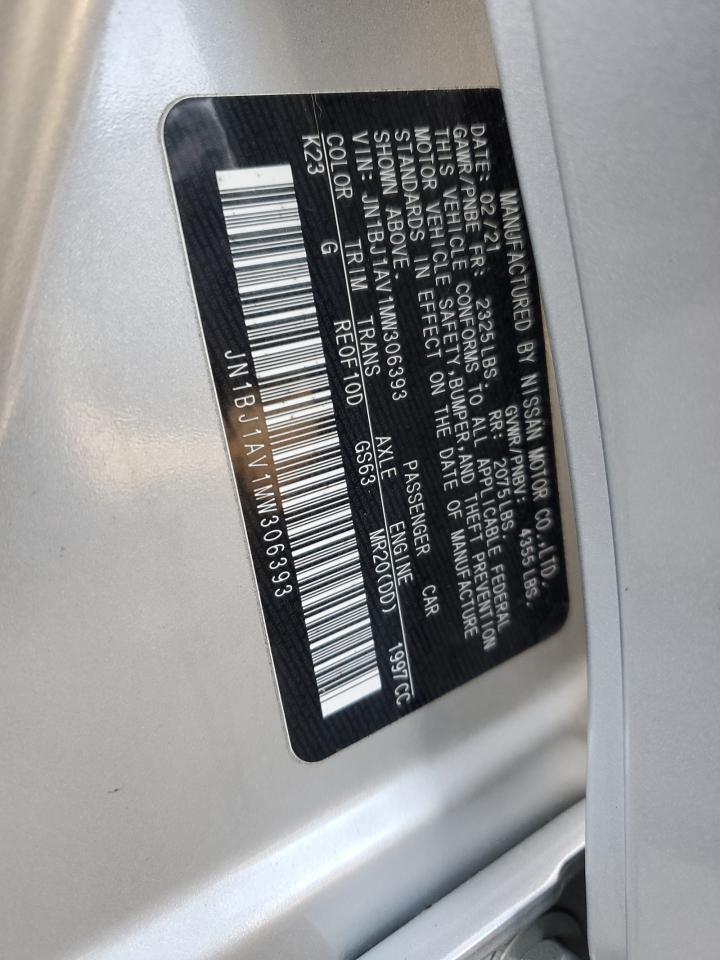 MANUFACTURED BY NISSAN MOTOR CO.,LTD.
DATE: 02 /21 GVWR/PNBV: 4355LBS.
GAWR/PNBE FR: 2325LBS. RR: 2075LBS.
THIS VEHICLE CONFORMS TO ALL APPLICABLE FEDERAL
MOTOR VEHICLE SAFETY,BUMPER,AND THEFT PREVENTION
STANDARDS IN EFFECT ON THE DATE OF MANUFACTURE
SHOWN ABOVE.
VIN: JN1BJ1AV1MW306393 PASSENGER CAR
COLOR TRIM TRANS AXLE ENGINE
K23 G RE0F10D GS63 MR20(DD) 1997CC
JN1BJ1AV1MW306393